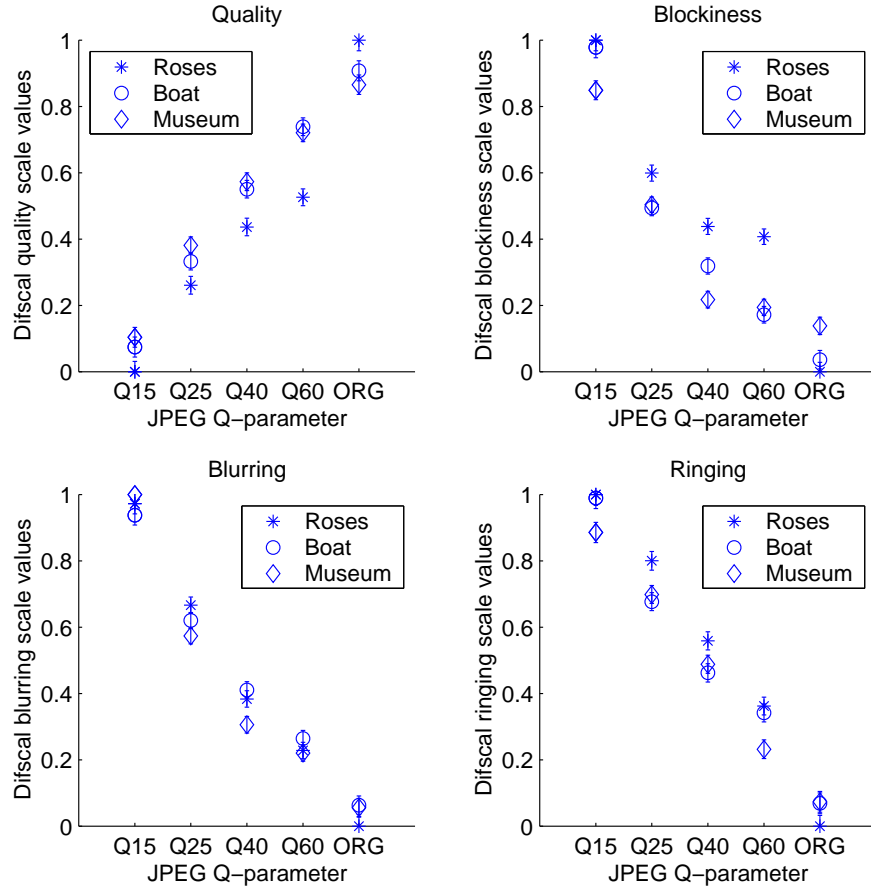 Quality
1
0.8
0.6
0.4
0.2
0
Difscal quality scale values
Roses
Boat
Museum
Q15 Q25 Q40 Q60 ORG
JPEG Q−parameter
Blockiness
1
0.8
0.6
0.4
0.2
0
Difscal blockiness scale values
Roses
Boat
Museum
Q15 Q25 Q40 Q60 ORG
JPEG Q−parameter
Blurring
1
0.8
0.6
0.4
0.2
0
Difscal blurring scale values
Roses
Boat
Museum
Q15 Q25 Q40 Q60 ORG
JPEG Q−parameter
Ringing
1
0.8
0.6
0.4
0.2
0
Difscal ringing scale values
Roses
Boat
Museum
Q15 Q25 Q40 Q60 ORG
JPEG Q−parameter